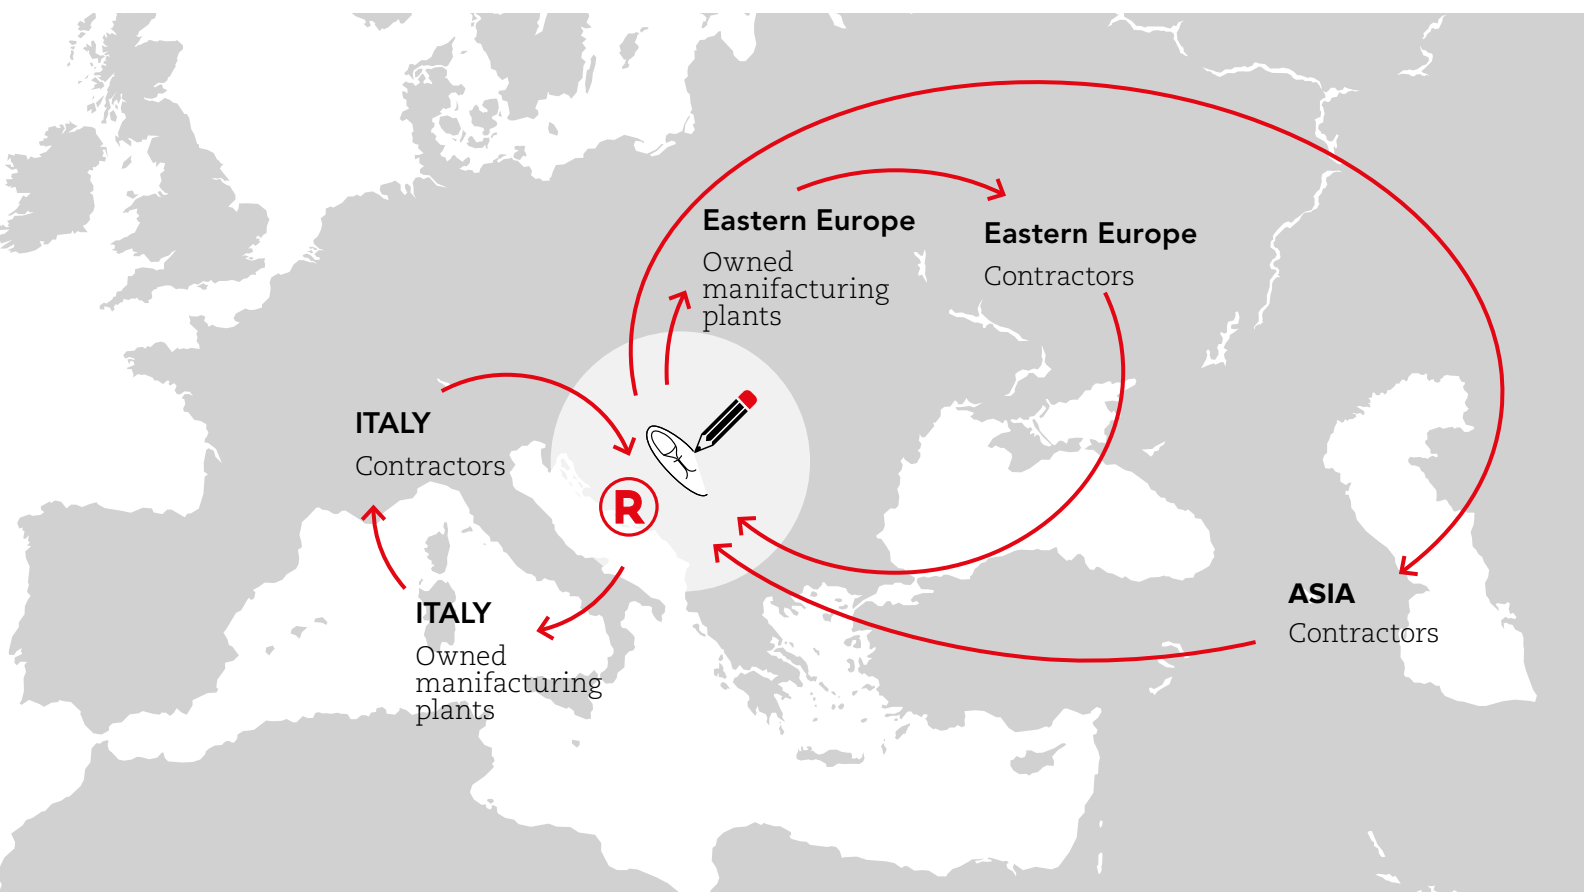 Eastern Europe
Owned
manifacturing
plants
Eastern Europe
Contractors
ITALY
Contractors
R
ITALY
Owned
manifacturing
plants
ASIA
Contractors